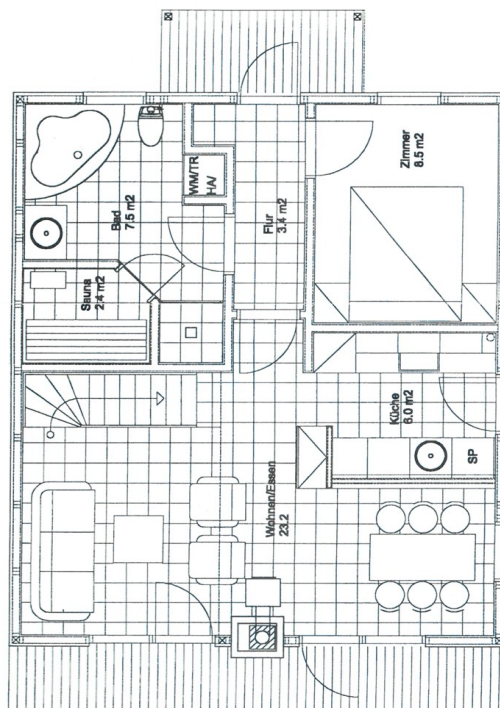 WM/TR
HA/
Zimmer
8.5 m2
Bad
7.5 m2
Flur
3.4 m2
Sauna
2.4 m2
Küche
6.0 m2
SP
Wohnen/Essen
23.2